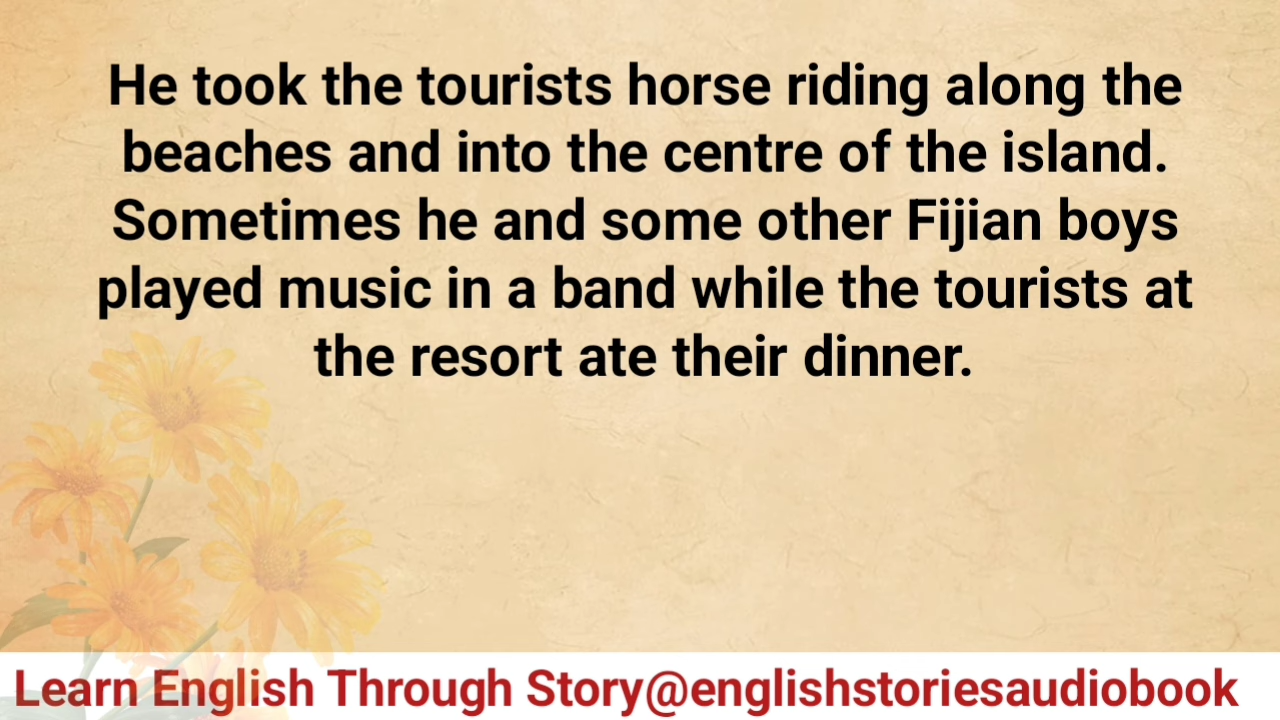 He took the tourists horse riding along the
beaches and into the centre of the island.
Sometimes he and some other Fijian boys
played music in a band while the tourists at
the resort ate their dinner.
Learn English Through Story@englishstoriesaudiobook